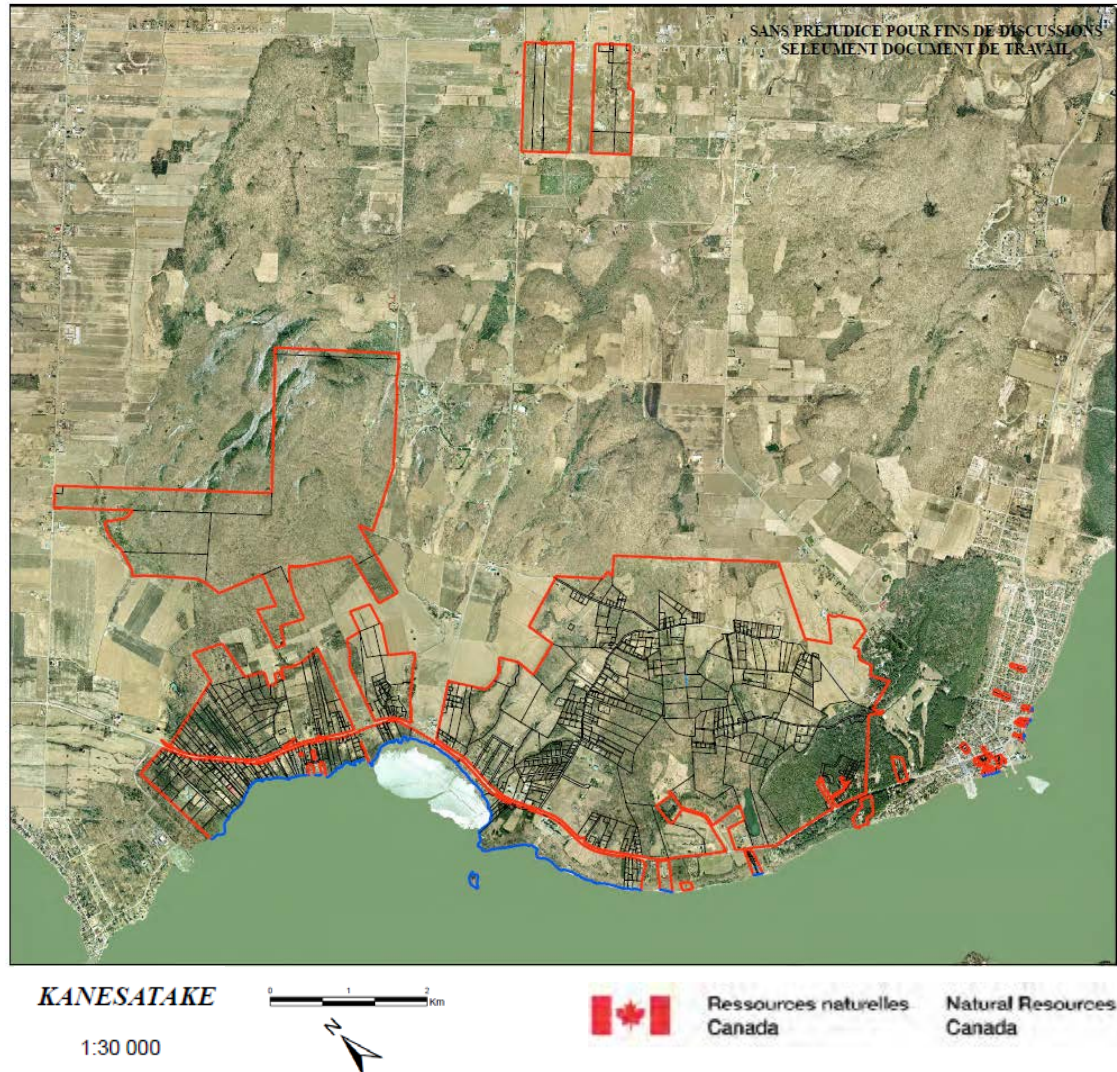 SANS PRÉJUDICE POUR FINS DE DISCUSSIONS
SELEUMENT DOCUMENT DE TRAVAIL
KANESATAKE
0 1 2
Km
N
1:30 000
Ressources naturelles Natural Resources
Canada Canada